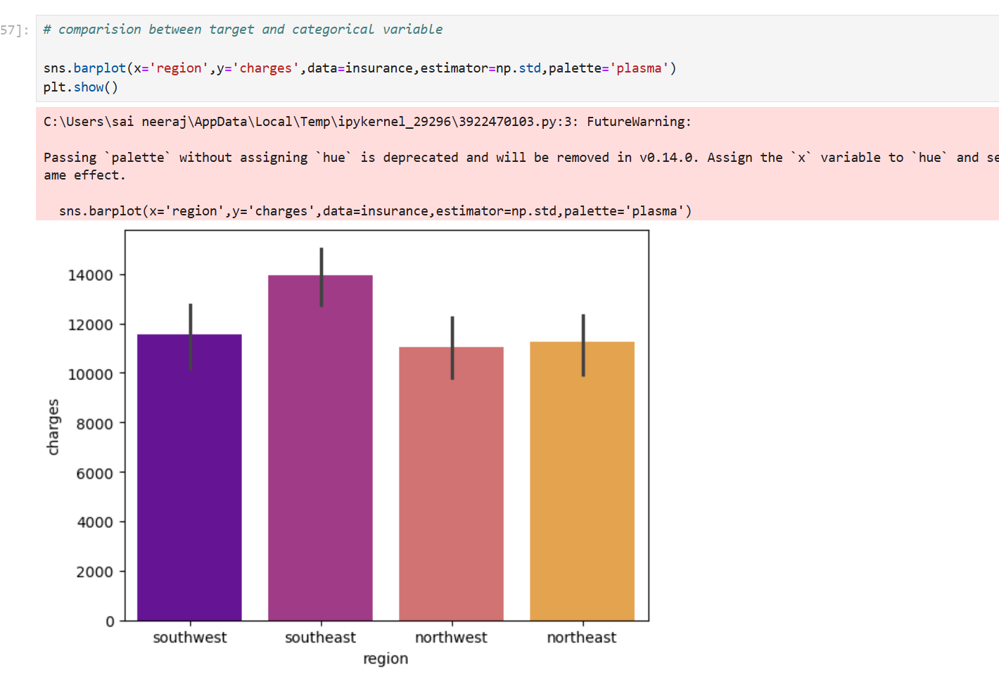 57]:
# comparision between target and categorical variable
sns.barplot(x='region',y='charges',data=insurance,estimator=np.std,palette='plasma')
plt.show()
C:\Users\sai neeraj\AppData\Local\Temp\ipykernel_29296\3922470103.py:3: FutureWarning:
Passing `palette` without assigning `hue` is deprecated and will be removed in v0.14.0. Assign the `x` variable to `hue` and se
ame effect.
sns.barplot(x='region',y='charges',data=insurance,estimator=np.std,palette='plasma')
14000
12000
10000
8000
6000
4000
2000
0
charges
southwest southeast northwest northeast
region